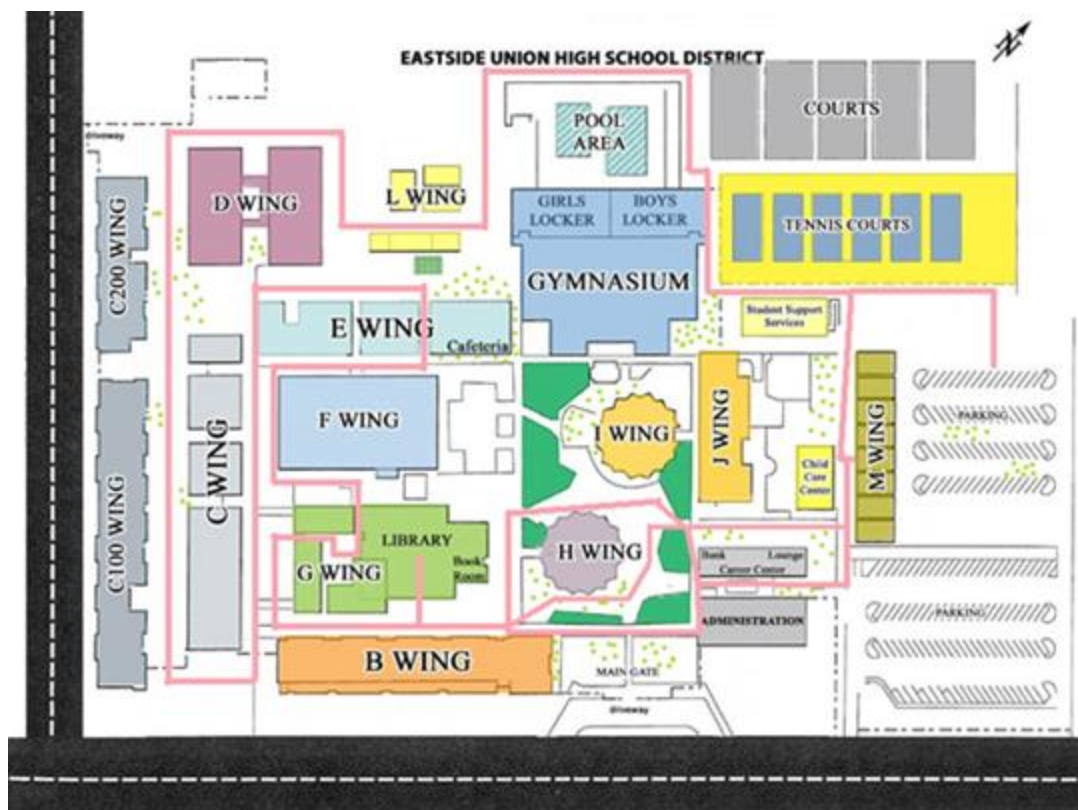 EASTSIDE UNION HIGH SCHOOL DISTRICT
N
COURTS
POOL
AREA
driveway
D WING
L WING
GIRLS
LOCKER
BOYS
LOCKER
TENNIS COURTS
C200 WING
GYMNASIUM
E WING
Cafeteria
Student Support
Services
F WING
I WING
J WING
M WING
PARKING
C WING
Child
Care
Center
C100 WING
LIBRARY
Book
Room
G WING
H WING
Bank
Lounge
Career Center
ADMINISTRATION
PARKING
B WING
MAIN GATE
driveway